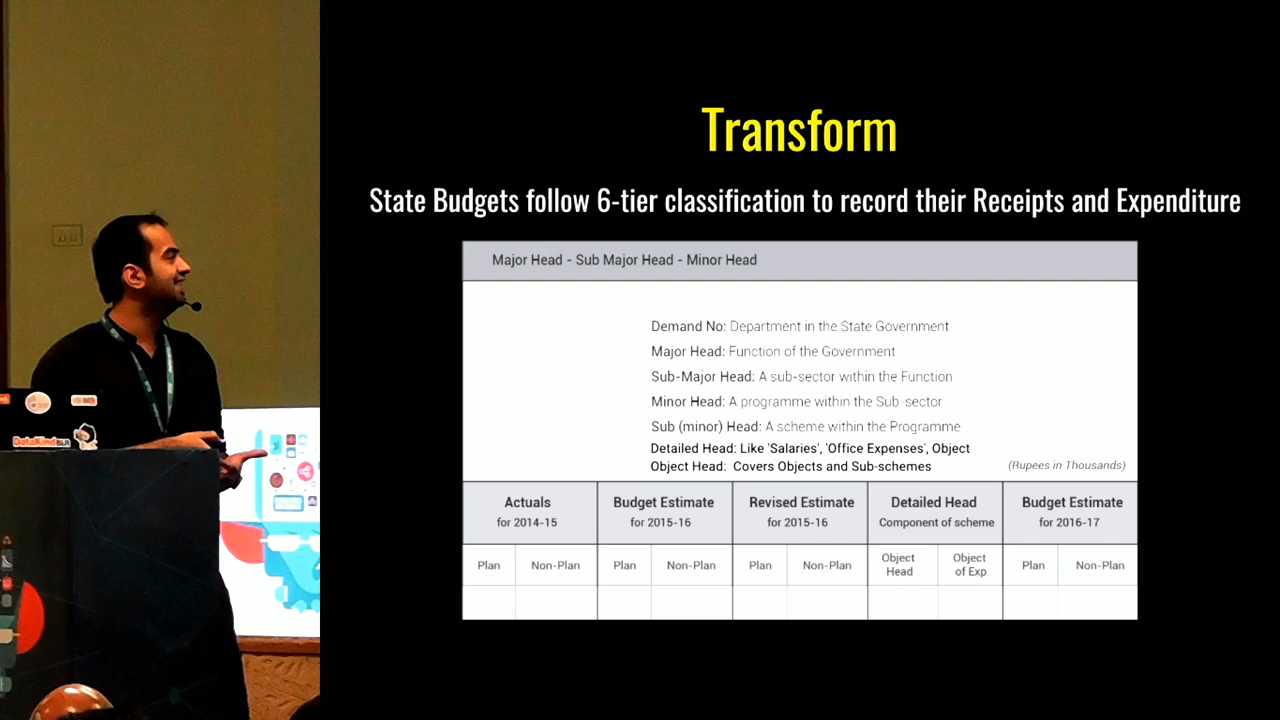 Transform
State Budgets follow 6-tier classification to record their Receipts and Expenditure
Major Head - Sub Major Head - Minor Head
Demand No: Department in the State Government
Major Head: Function of the Government
Sub-Major Head: A sub-sector within the Function
Minor Head: A programme within the Sub-sector
Sub (minor) Head: A scheme within the Programme
Detailed Head: Like 'Salaries', 'Office Expenses', Object
Object Head: Covers Objects and Sub-schemes
(Rupees in Thousands)
Actuals for 2014-15
Budget Estimate for 2015-16
Revised Estimate for 2015-16
Detailed Head Component of scheme
Budget Estimate for 2016-17
Plan Non-Plan Plan Non-Plan Plan Non-Plan Object Head Object of Exp Plan Non-Plan
DataKindBLR